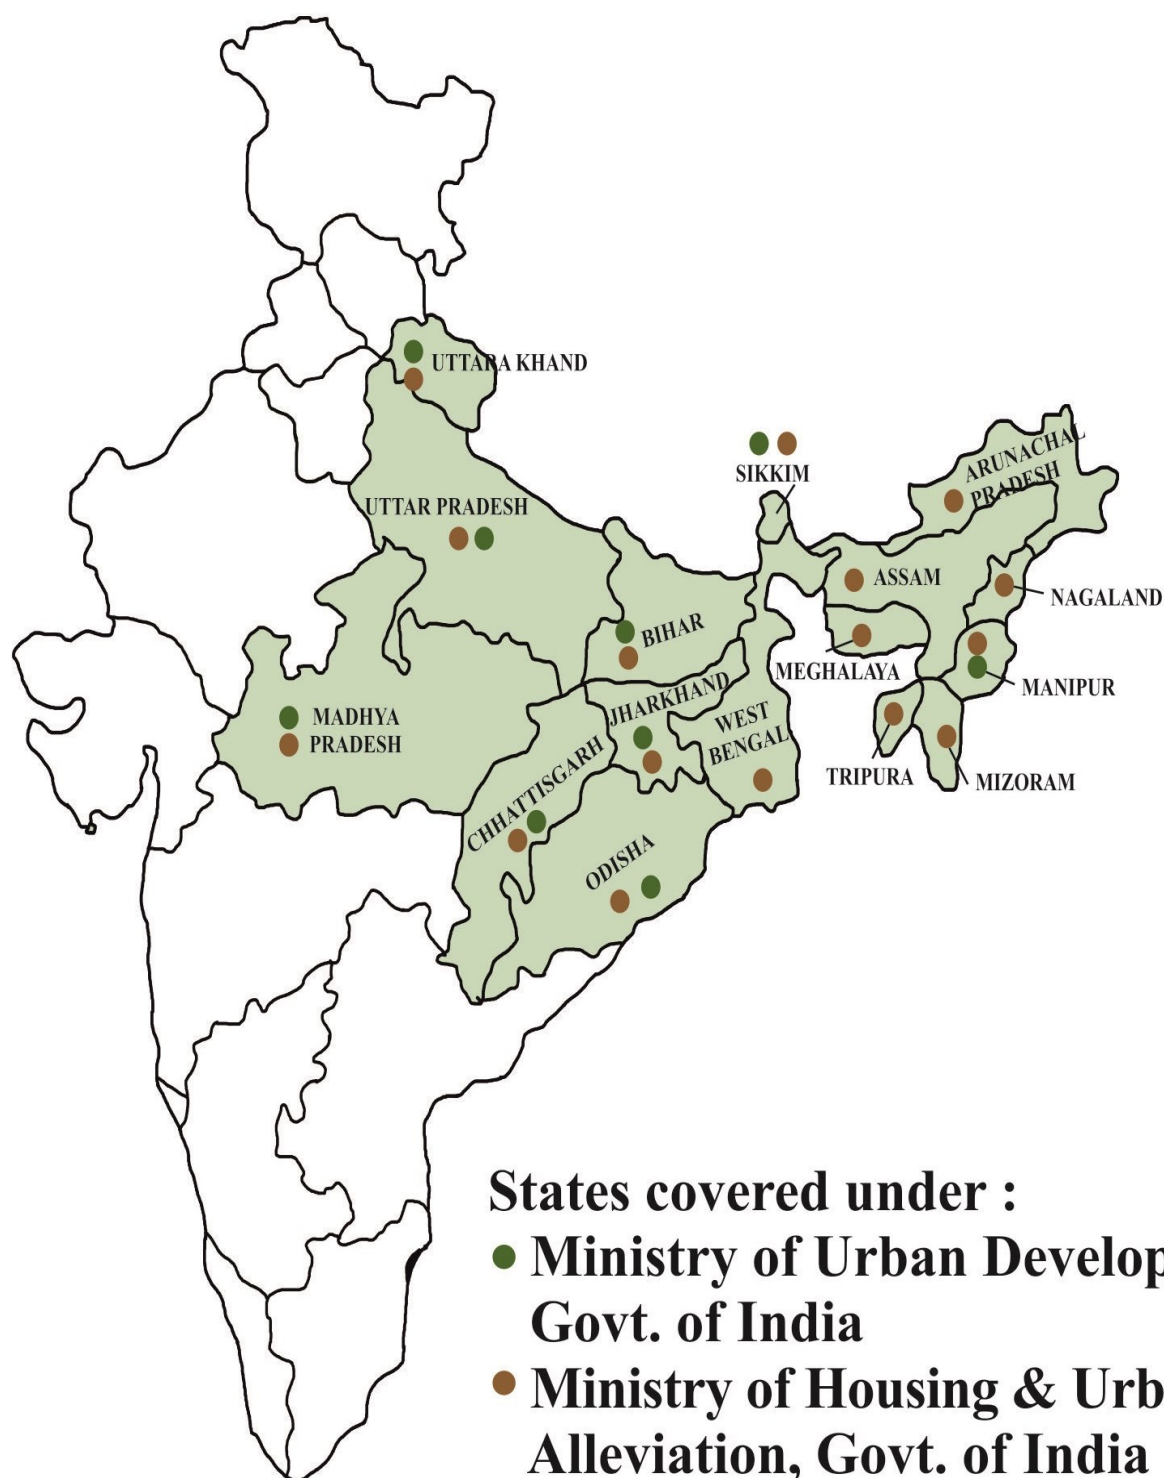 UTTARA KHAND
SIKKIM
ARUNACHAL
PRADESH
UTTAR PRADESH
ASSAM
NAGALAND
BIHAR
MEGHALAYA
MANIPUR
JHARKHAND
WEST
BENGAL
MADHYA
PRADESH
TRIPURA
MIZORAM
CHHATTISGARH
ODISHA
States covered under :
Ministry of Urban Develop
Govt. of India
Ministry of Housing & Urb
Alleviation, Govt. of India